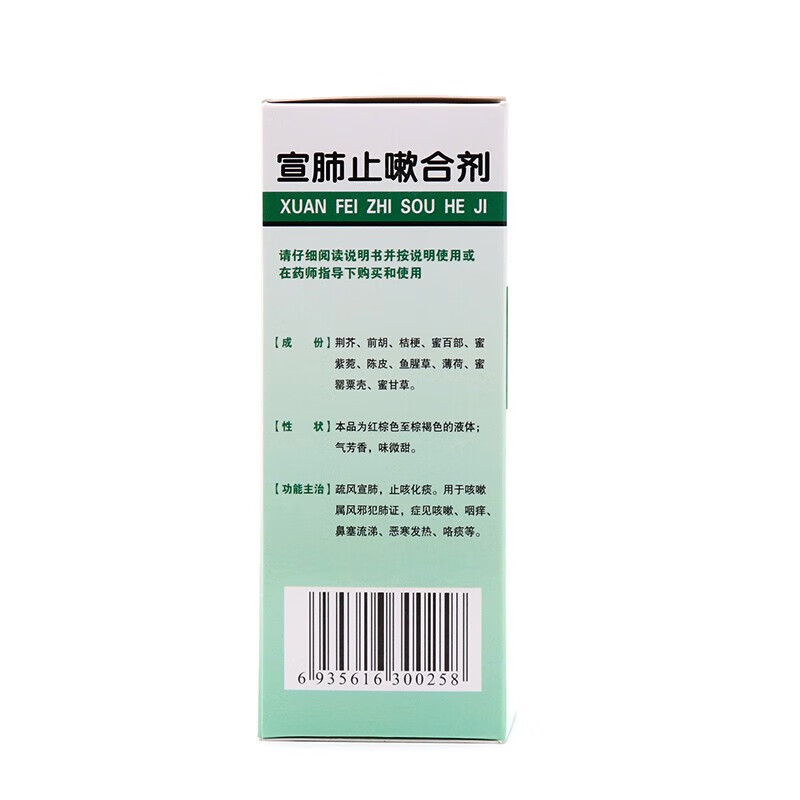 宣肺止嗽合剂
XUAN FEI ZHI SOU HE JI
请仔细阅读说明书并按说明使用或
在药师指导下购买和使用
【成 份】荆芥、前胡、桔梗、蜜百部、蜜
紫菀、陈皮、鱼腥草、薄荷、蜜
罂粟壳、蜜甘草。
【性 状】本品为红棕色至棕褐色的液体；
气芳香，味微甜。
【功能主治】疏风宣肺，止咳化痰。用于咳嗽
属风邪犯肺证，症见咳嗽、咽痒、
鼻塞流涕、恶寒发热、咯痰等。
6 935616 300258